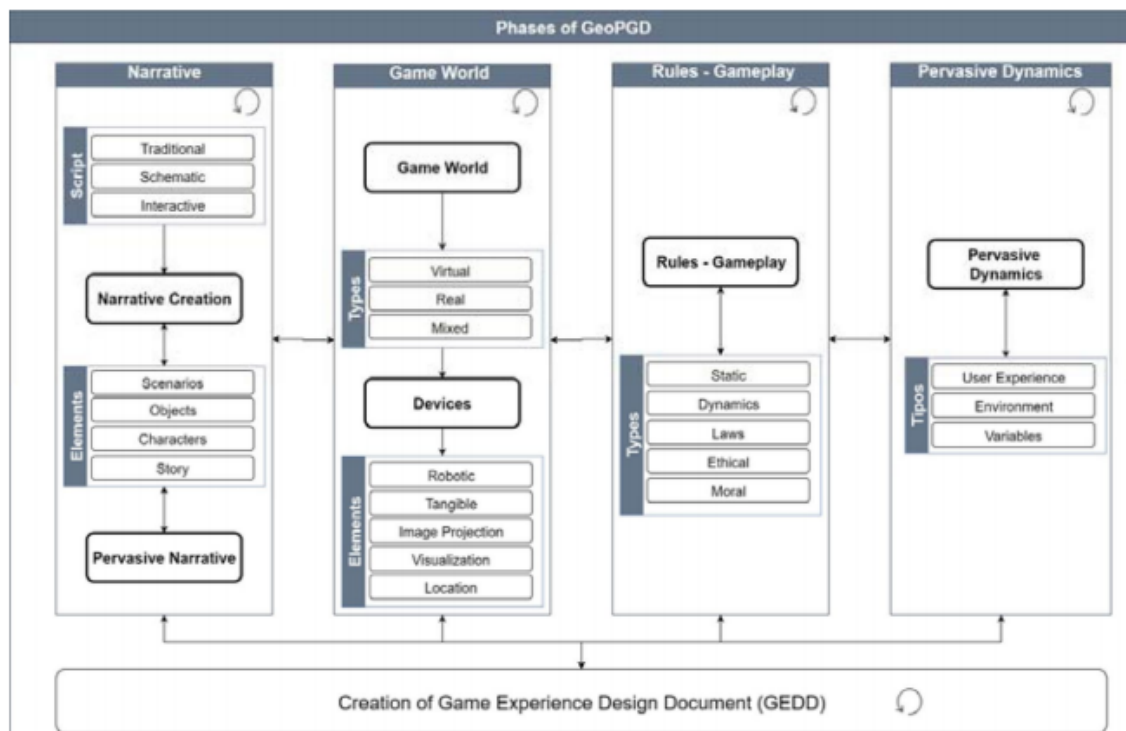 Phases of GeoPGD
Narrative
Script
Traditional
Schematic
Interactive
Narrative Creation
Elements
Scenarios
Objects
Characters
Story
Pervasive Narrative
Game World
Game World
Types
Virtual
Real
Mixed
Devices
Elements
Robotic
Tangible
Image Projection
Visualization
Location
Rules - Gameplay
Rules - Gameplay
Types
Static
Dynamics
Laws
Ethical
Moral
Pervasive Dynamics
Pervasive
Dynamics
Tipos
User Experience
Environment
Variables
Creation of Game Experience Design Document (GEDD)